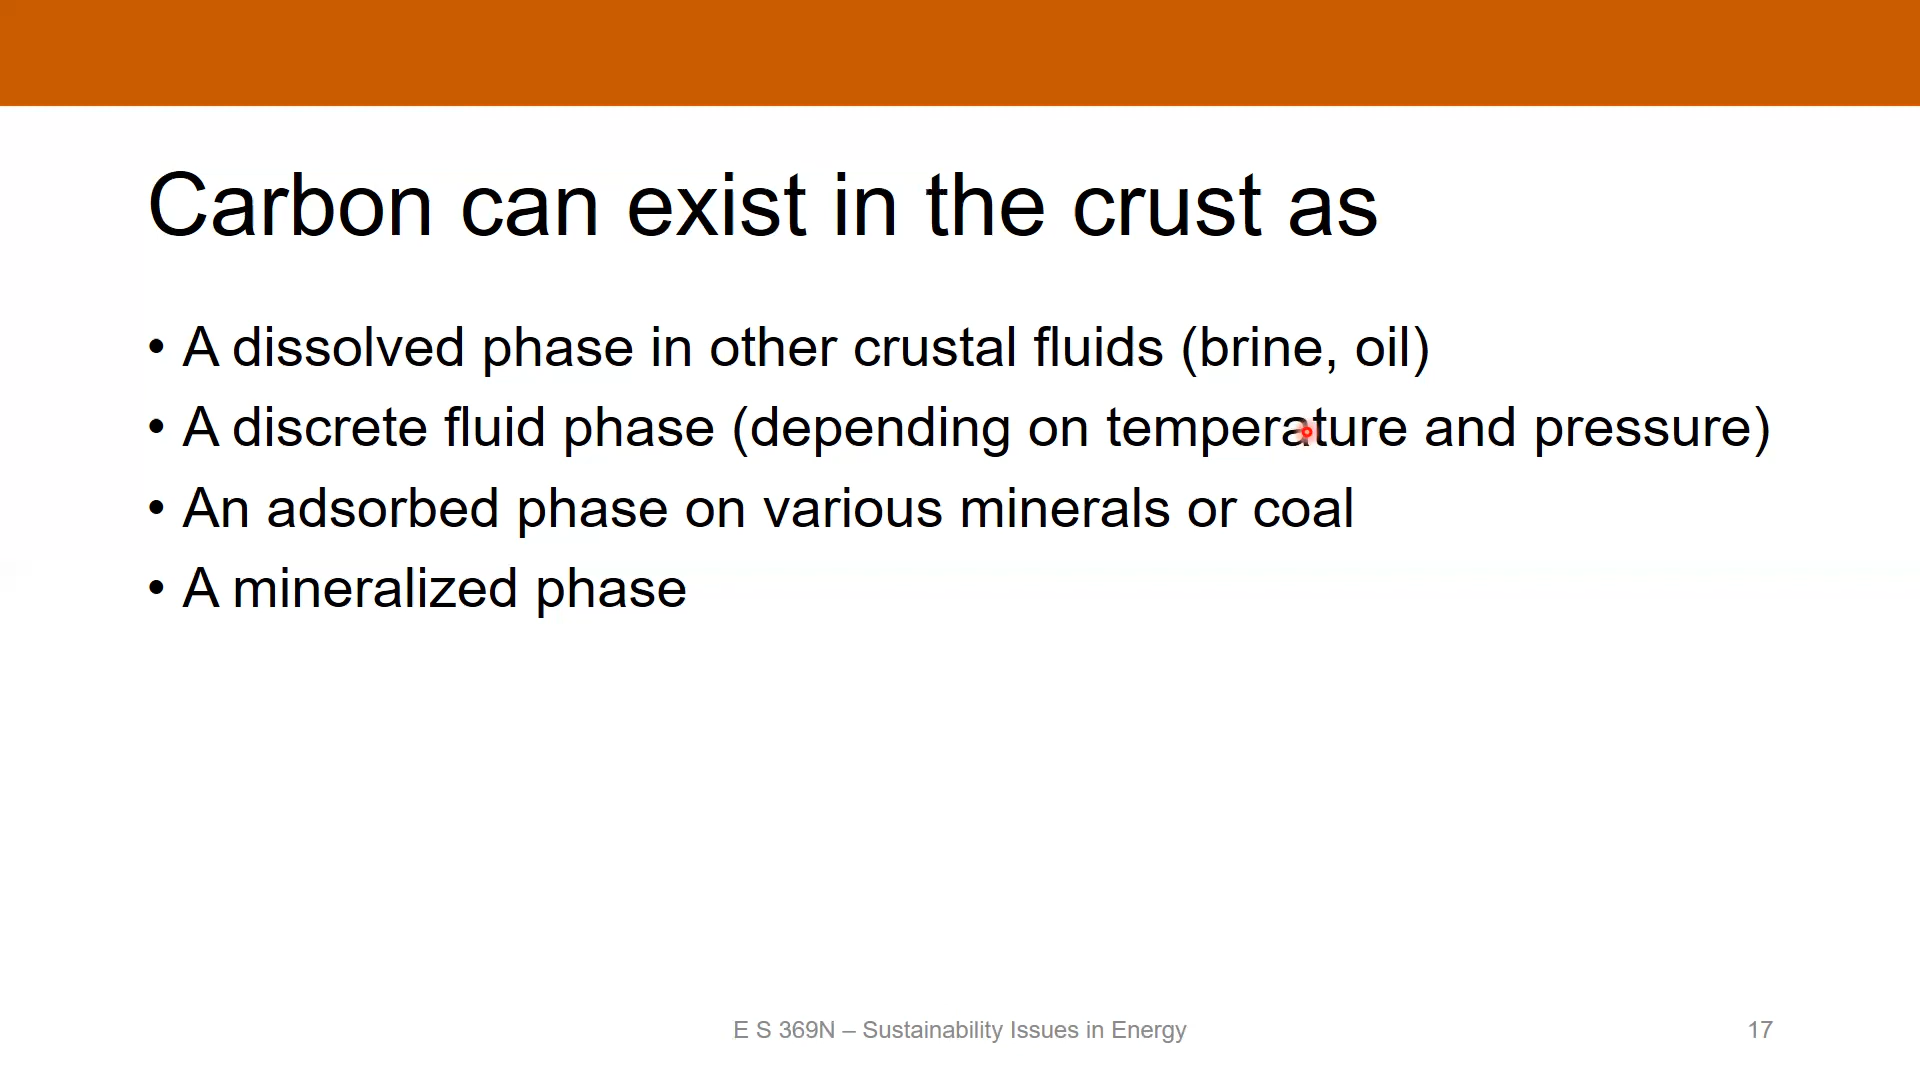 Carbon can exist in the crust as
• A dissolved phase in other crustal fluids (brine, oil)
• A discrete fluid phase (depending on temperature and pressure)
• An adsorbed phase on various minerals or coal
• A mineralized phase
E S 369N – Sustainability Issues in Energy
17